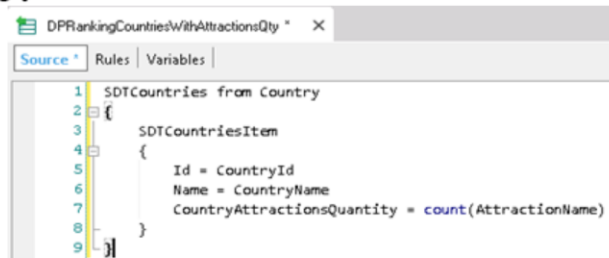 DPRankingCountriesWithAttractionsQty * X
Source * Rules Variables
1 SDTCountries from Country
2 {
3 SDTCountriesItem
4 {
5 Id = CountryId
6 Name = CountryName
7 CountryAttractionsQuantity = count(AttractionName)
8 }
9 }